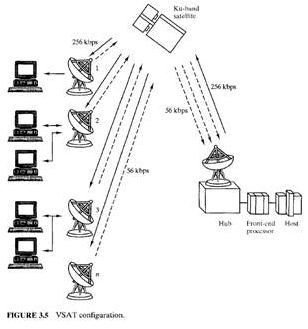 Ku-band
satellite
256 kbps
1
256 kbps
2
56 kbps
56 kbps
3
n
Hub
Front-end
processor
Host
FIGURE 3.5 VSAT configuration.